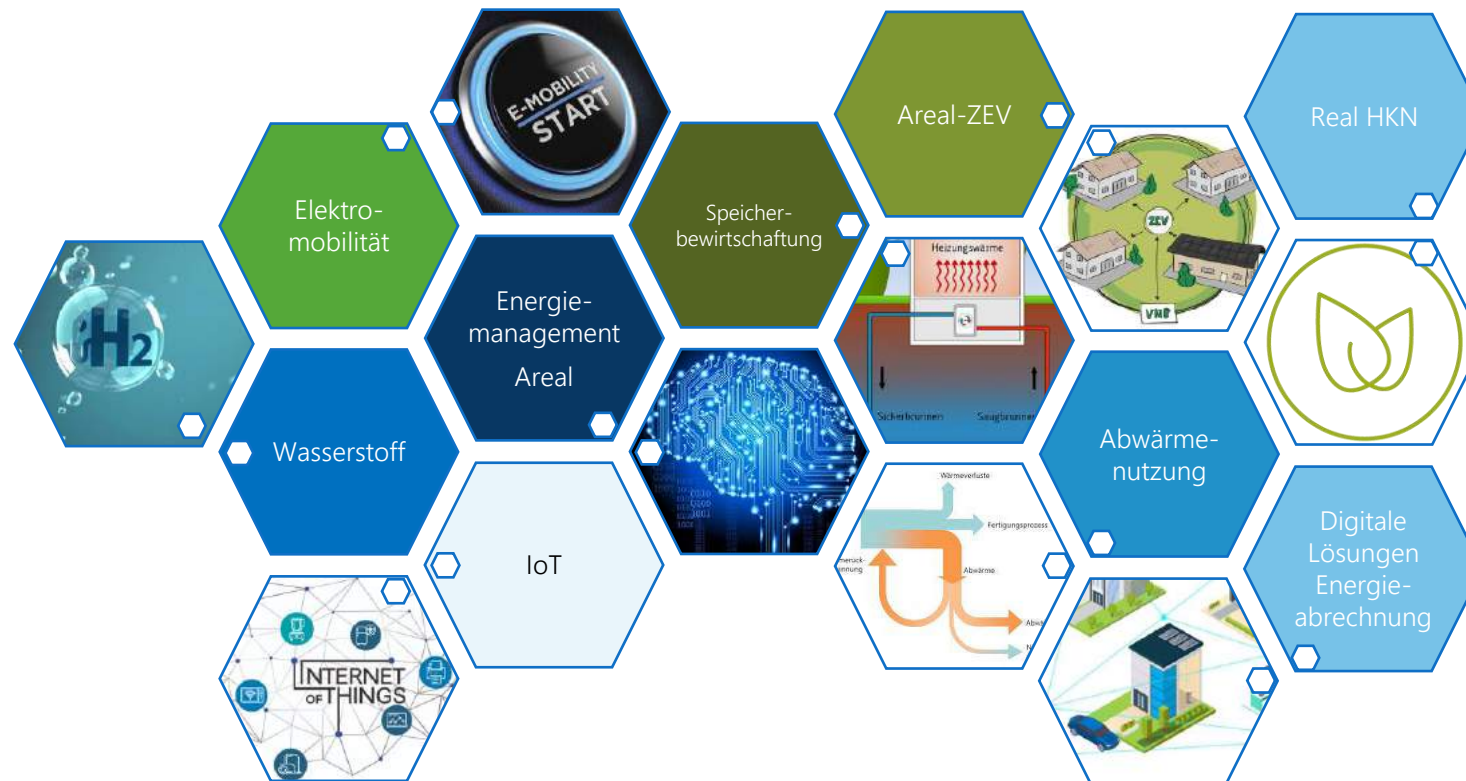 E-MOBILITY
START
Areal-ZEV
Real HKN
Elektro-
mobilität
Speicher-
bewirtschaftung
ZEV
VNB
Heizungswärme
Sickerbrunnen
Saugbrunnen
H2
Energie-
management
Areal
Wasserstoff
Abwärme-
nutzung
Wärmeverluste
Fertigungsprozess
Abwärme
IoT
Digitale
Lösungen
Energie-
abrechnung
INTERNET
OF THINGS